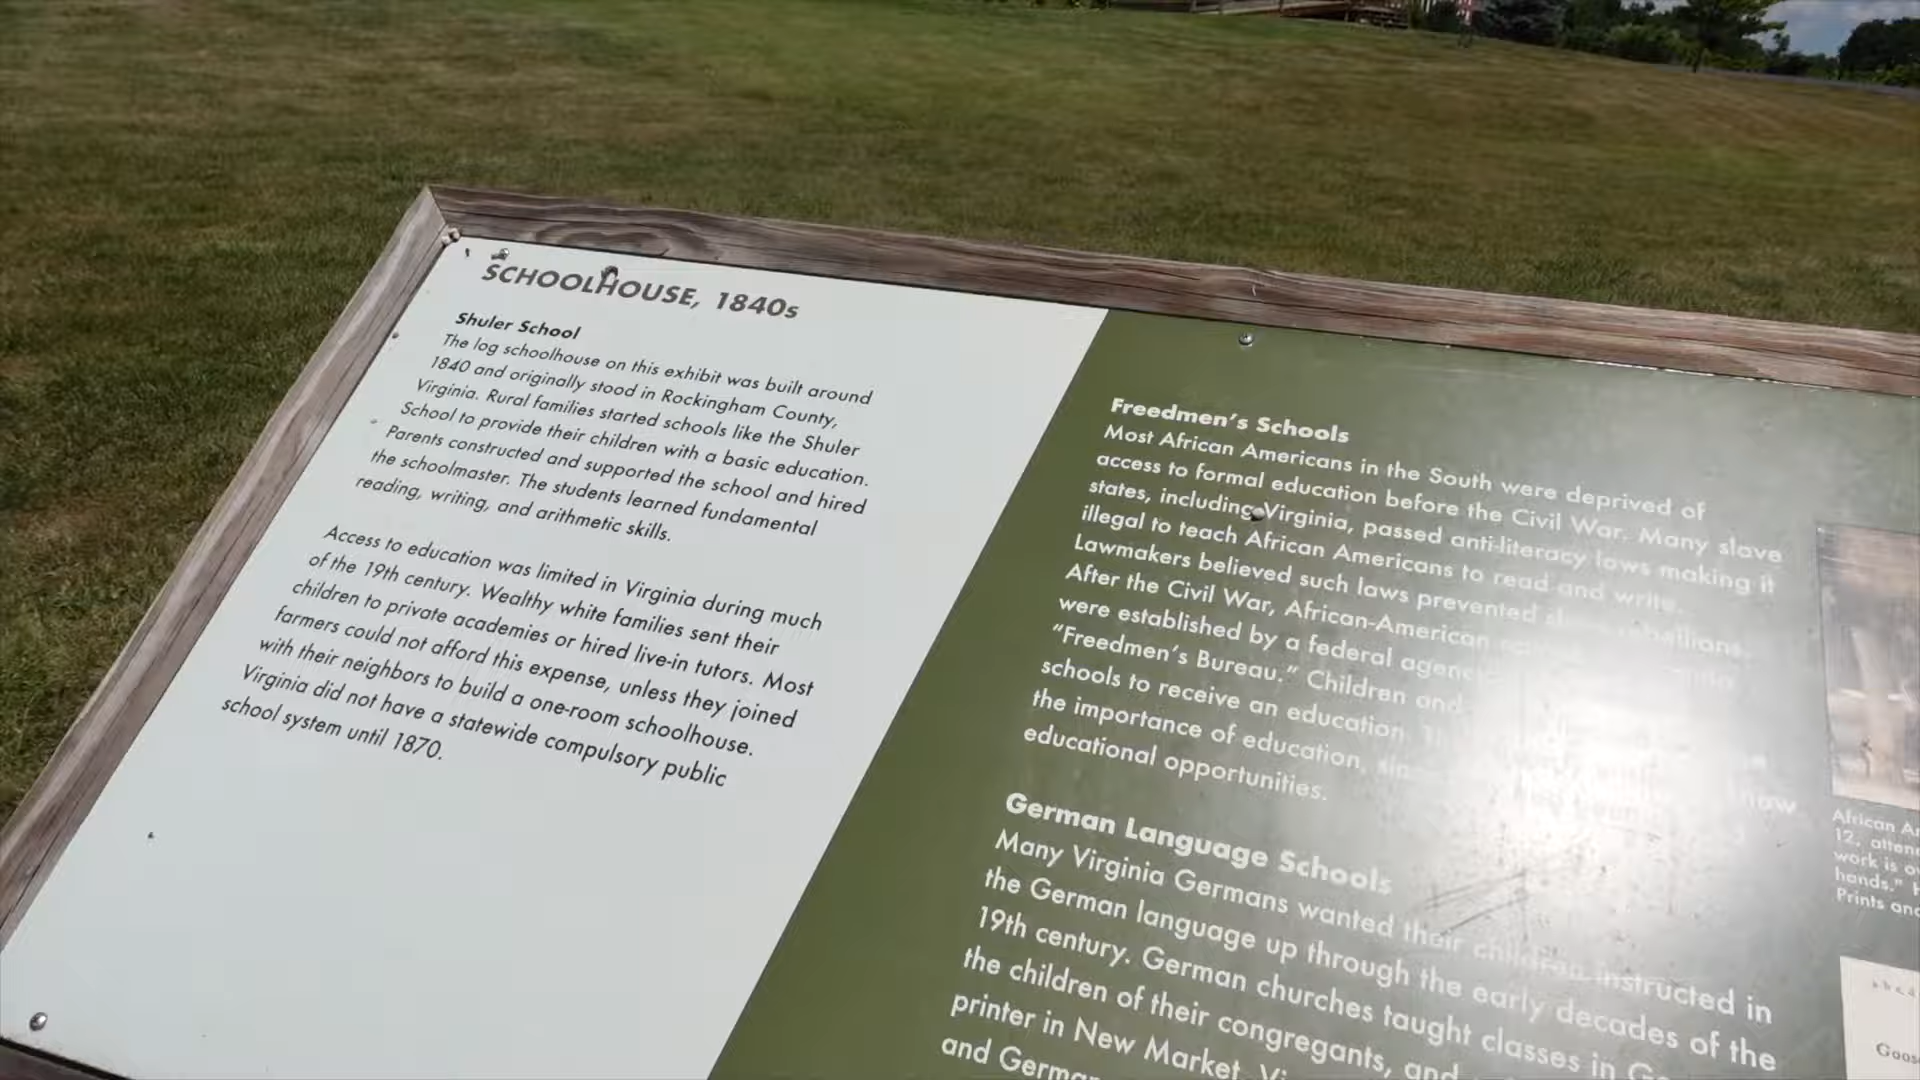 SCHOOLHOUSE, 1840s
Shuler School
The log schoolhouse on this exhibit was built around
1840 and originally stood in Rockingham County,
Virginia. Rural families started schools like the Shuler
School to provide their children with a basic education.
Parents constructed and supported the school and hired
the schoolmaster. The students learned fundamental
reading, writing, and arithmetic skills.
Access to education was limited in Virginia during much
of the 19th century. Wealthy white families sent their
children to private academies or hired live-in tutors. Most
farmers could not afford this expense, unless they joined
with their neighbors to build a one-room schoolhouse.
Virginia did not have a statewide compulsory public
school system until 1870.
Freedmen's Schools
Most African Americans in the South were deprived of
access to formal education before the Civil War. Many slave
states, including Virginia, passed anti-literacy laws making it
illegal to teach African Americans to read and write.
Lawmakers believed such laws prevented slave rebellions.
After the Civil War, African-American
were established by a federal agency
"Freedmen's Bureau." Children and
schools to receive an education.
the importance of education,
educational opportunities.
German Language Schools
Many Virginia Germans wanted their children instructed in
the German language up through the early decades of the
19th century. German churches taught classes in
the children of their congregants, and
printer in New Market,
and
African
12,
work is
hands."
Prints and